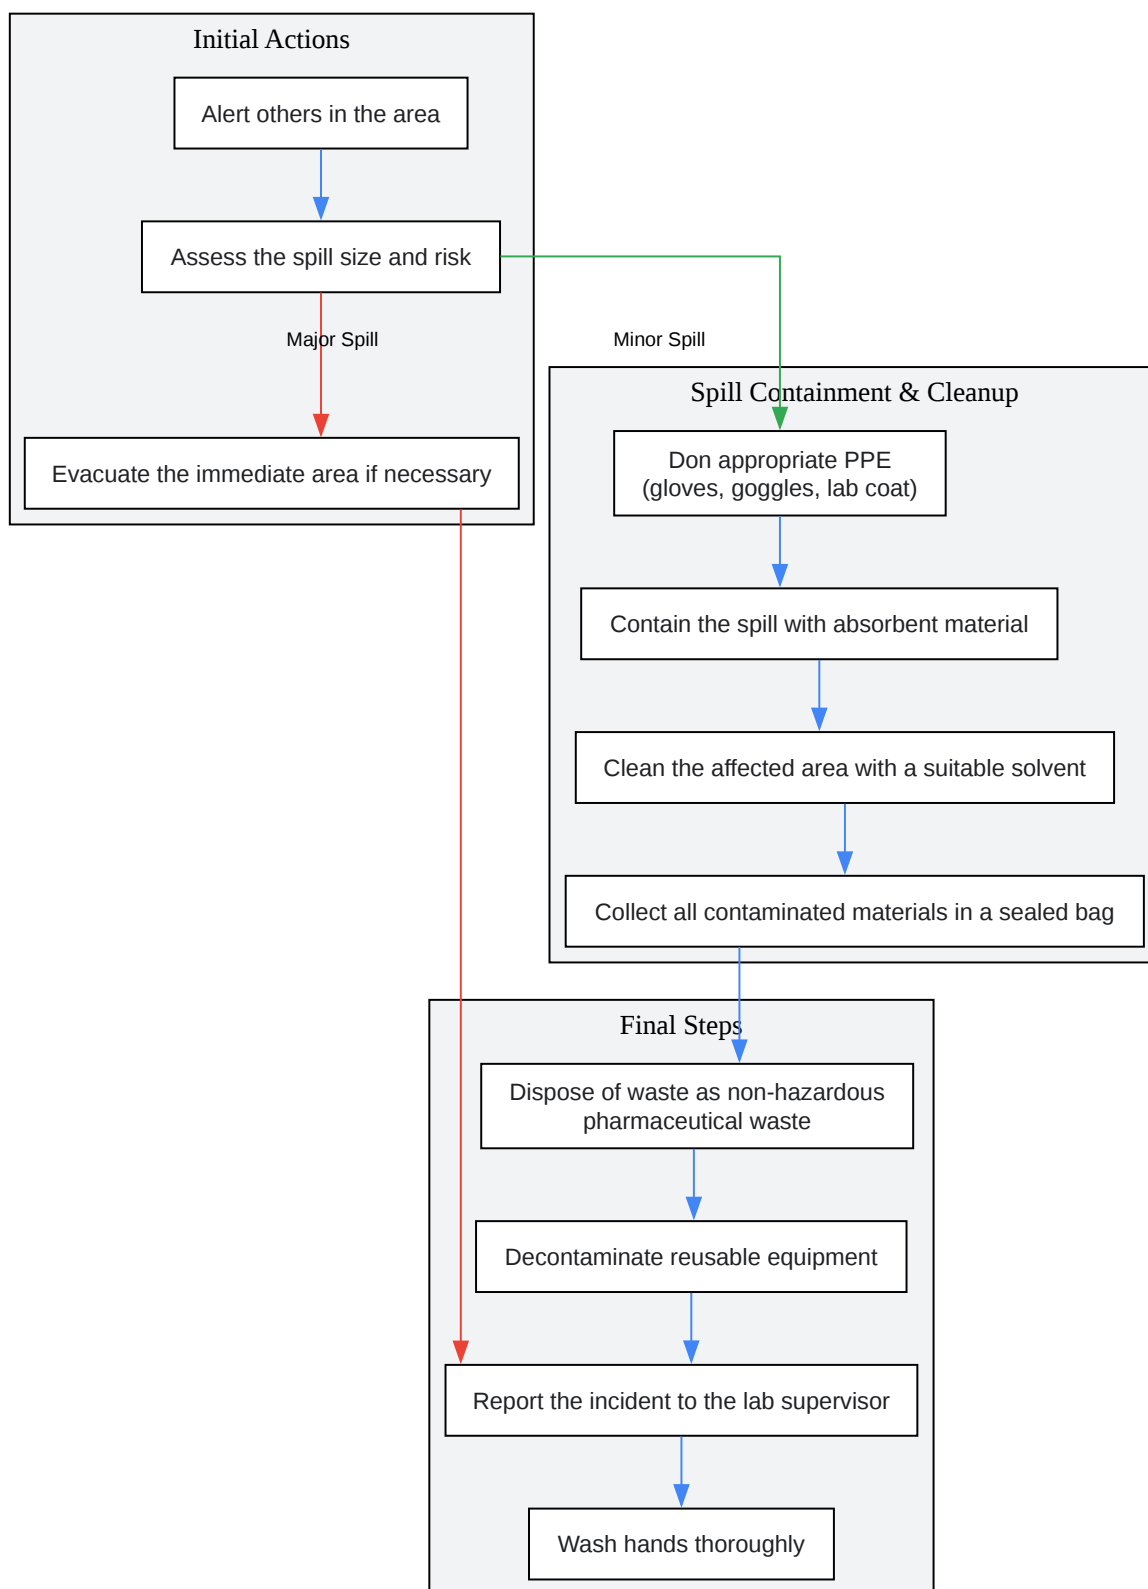 Initial Actions
Alert others in the area
Assess the spill size and risk
Major Spill
Minor Spill
Evacuate the immediate area if necessary
Spill Containment & Cleanup
Don appropriate PPE
(gloves, goggles, lab coat)
Contain the spill with absorbent material
Clean the affected area with a suitable solvent
Collect all contaminated materials in a sealed bag
Final Steps
Dispose of waste as non-hazardous
pharmaceutical waste
Decontaminate reusable equipment
Report the incident to the lab supervisor
Wash hands thoroughly